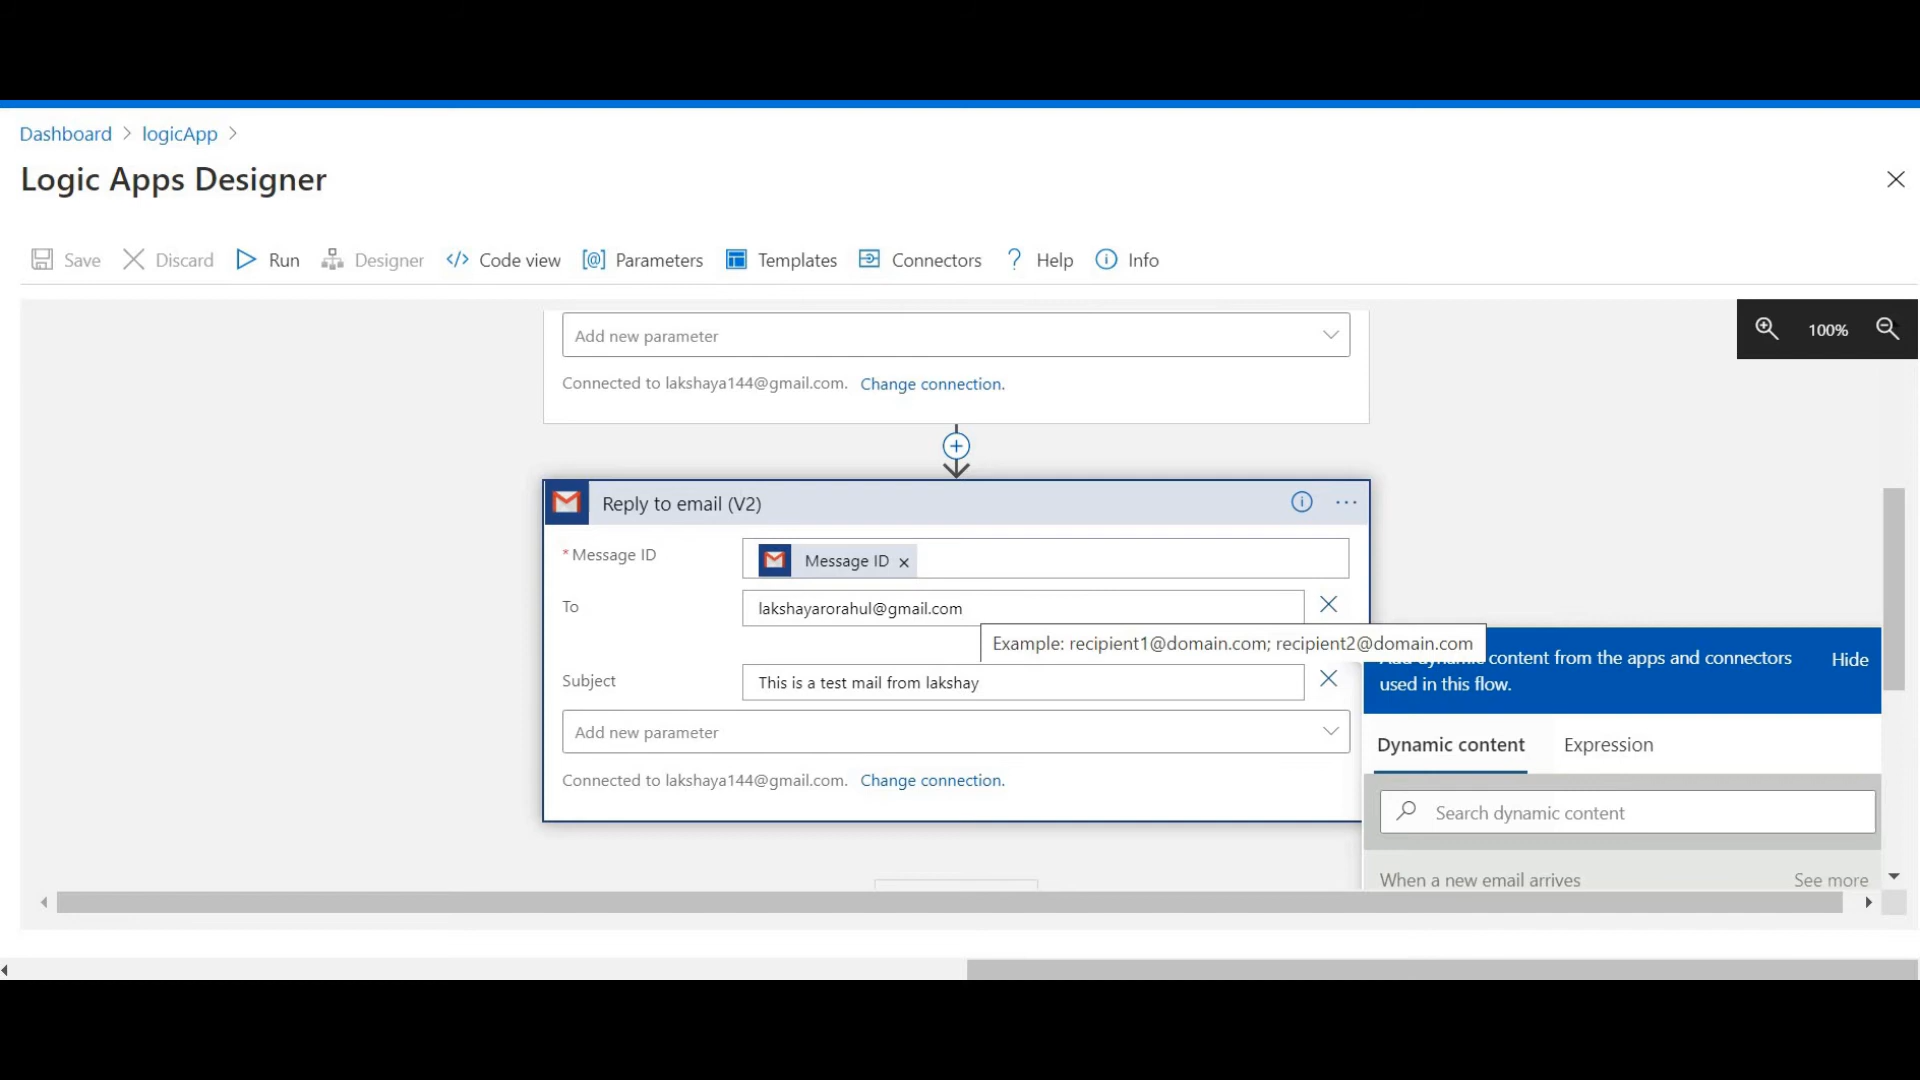 Dashboard > logicApp >
Logic Apps Designer
Save Discard Run Designer Code view Parameters Templates Connectors ? Help Info
100%
Add new parameter
Connected to lakshaya144@gmail.com. Change connection.
Reply to email (V2)
* Message ID
Message ID ×
To
lakshayarorahul@gmail.com
Example: recipient1@domain.com; recipient2@domain.com
Subject
This is a test mail from lakshay
Add new parameter
Connected to lakshaya144@gmail.com. Change connection.
dynamic content from the apps and connectors used in this flow.
Hide
Dynamic content Expression
Search dynamic content
When a new email arrives See more